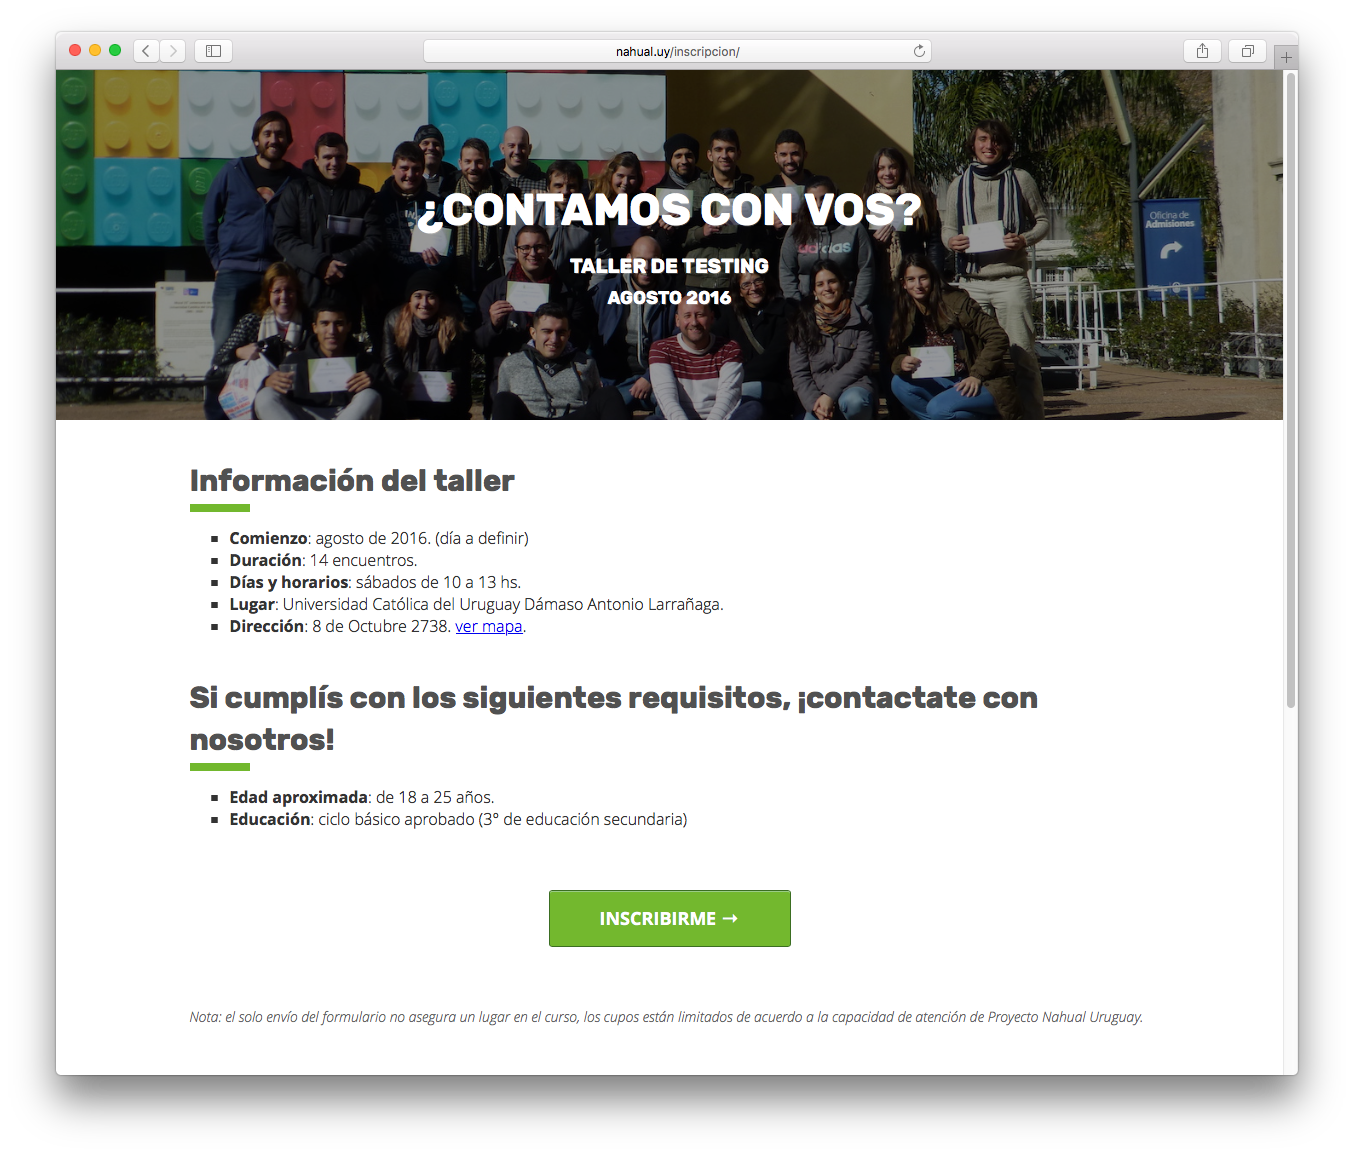 nahual.uy/inscripcion/
Oficina de
Admisiones
¿CONTAMOS CON VOS?
adidas
TALLER DE TESTING
AGOSTO 2016
Información del taller
▪ Comienzo: agosto de 2016. (día a definir)
▪ Duración: 14 encuentros.
▪ Días y horarios: sábados de 10 a 13 hs.
▪ Lugar: Universidad Católica del Uruguay Dámaso Antonio Larrañaga.
▪ Dirección: 8 de Octubre 2738. ver mapa.
Si cumplís con los siguientes requisitos, ¡contactate con
nosotros!
▪ Edad aproximada: de 18 a 25 años.
▪ Educación: ciclo básico aprobado (3° de educación secundaria)
INSCRIBIRME →
Nota: el solo envío del formulario no asegura un lugar en el curso, los cupos están limitados de acuerdo a la capacidad de atención de Proyecto Nahual Uruguay.